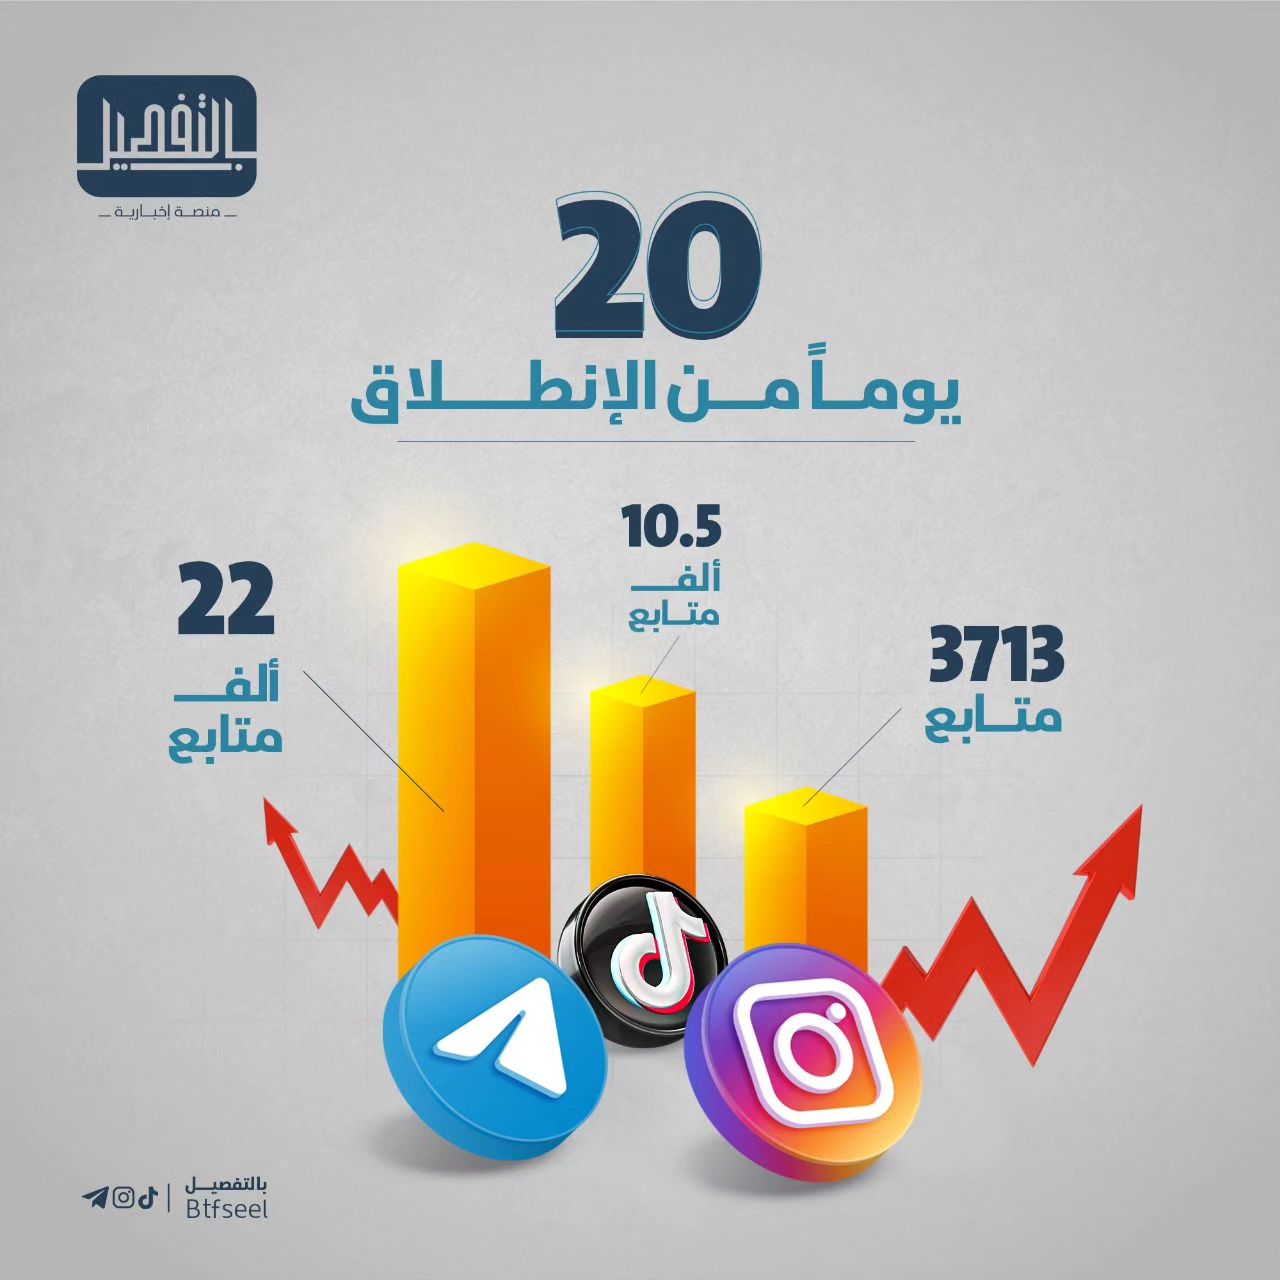 بالتفصيل
منصة إخبارية
20
يوماً من الإنطلاق
10.5
ألف
متابع
22
ألف
متابع
3713
متابع
بالتفصيل
Btfseel